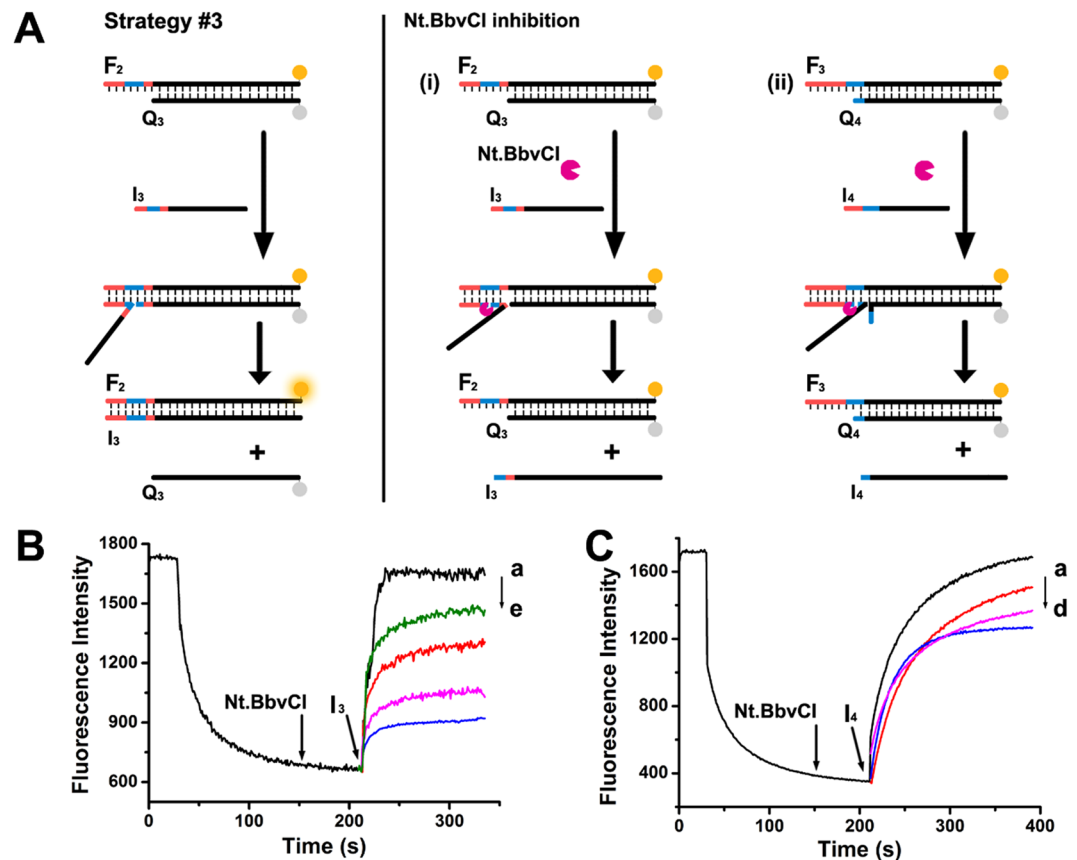 A
Strategy #3
Nt.BbvCI inhibition
F2
Q3
I3
F2
I3
+
Q3
(i)
F2
Q3
Nt.BbvCI
I3
F2
Q3
+
I3
(ii)
F3
Q4
I4
F3
Q4
+
I4
B
Fluorescence Intensity
1800
1500
1200
900
600
0
100
200
300
Time (s)
Nt.BbvCI
I3
a
e
C
Fluorescence Intensity
1600
1200
800
400
0
100
200
300
400
Time (s)
Nt.BbvCI
I4
a
d